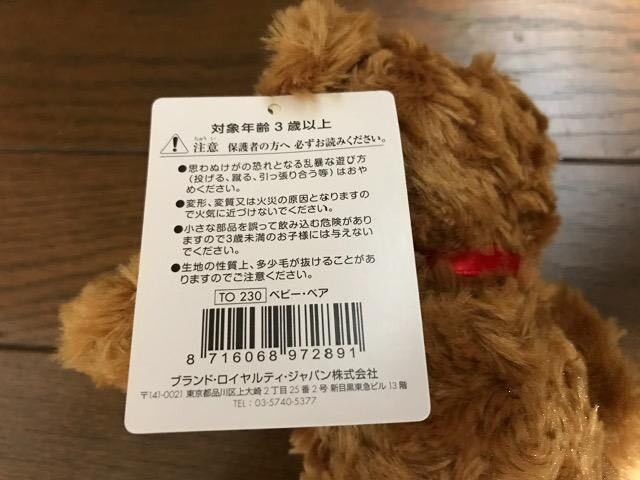 対象年齢3歳以上
ちゅうい
注意 保護者の方へ 必ずお読みください。
●思わぬけがの恐れとなる乱暴な遊び方
(投げる、蹴る、引っ張り合う等)はおや
めください。
●変形、変質又は火災の原因となりますの
で火気に近づけないでください。
●小さな部品を誤って飲み込む危険があり
ますので3歳未満のお子様には与えない
でください。
●生地の性質上、多少毛が抜けることがあ
りますのでご注意ください。
TO 230 ベビー・ベア
8 716068 972891
ブランド・ロイヤルティ・ジャパン株式会社
〒141-0021 東京都品川区上大崎2丁目25番2号 新目黒東急ビル13階
TEL:03-5740-5377